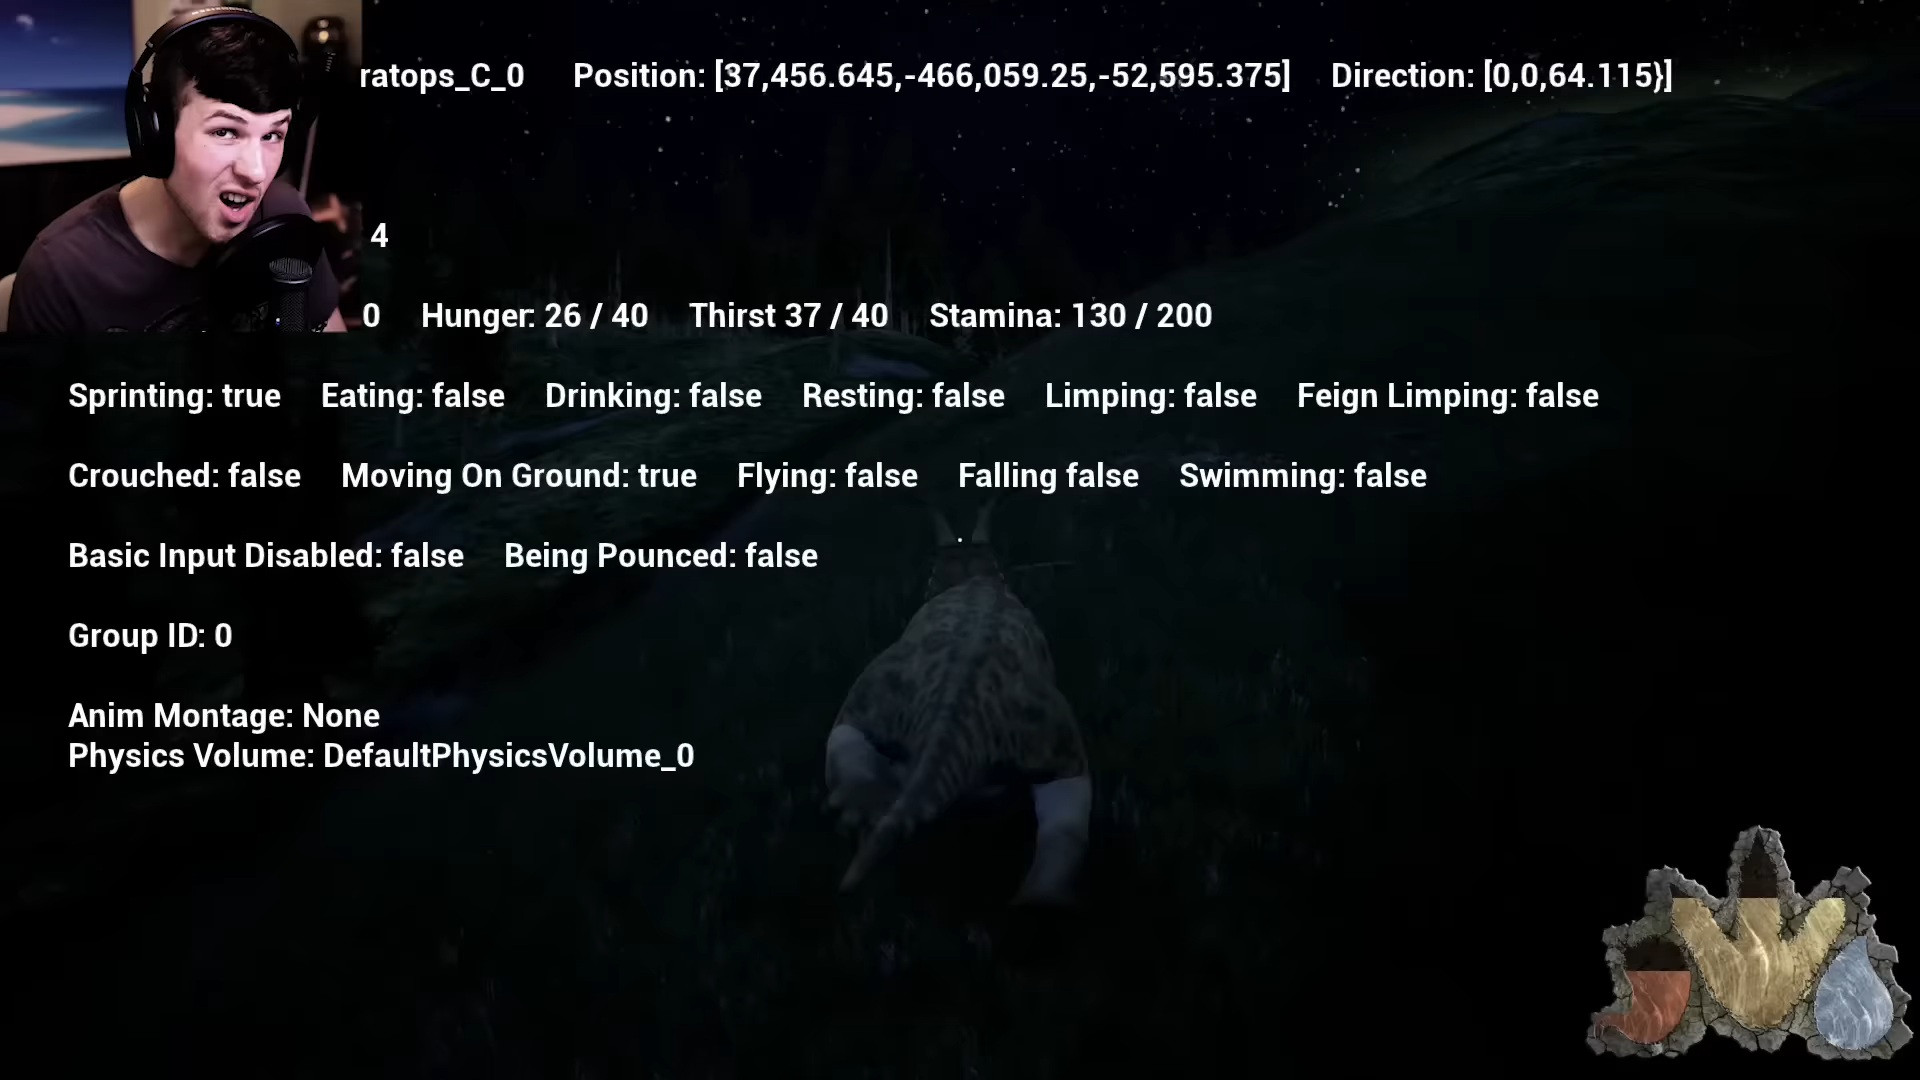 ratops_C_0 Position: [37,456.645,-466,059.25,-52,595.375] Direction: [0,0,64.115}]
4
0 Hunger: 26 / 40 Thirst 37 / 40 Stamina: 130 / 200
Sprinting: true Eating: false Drinking: false Resting: false Limping: false Feign Limping: false
Crouched: false Moving On Ground: true Flying: false Falling false Swimming: false
Basic Input Disabled: false Being Pounced: false
Group ID: 0
Anim Montage: None
Physics Volume: DefaultPhysicsVolume_0